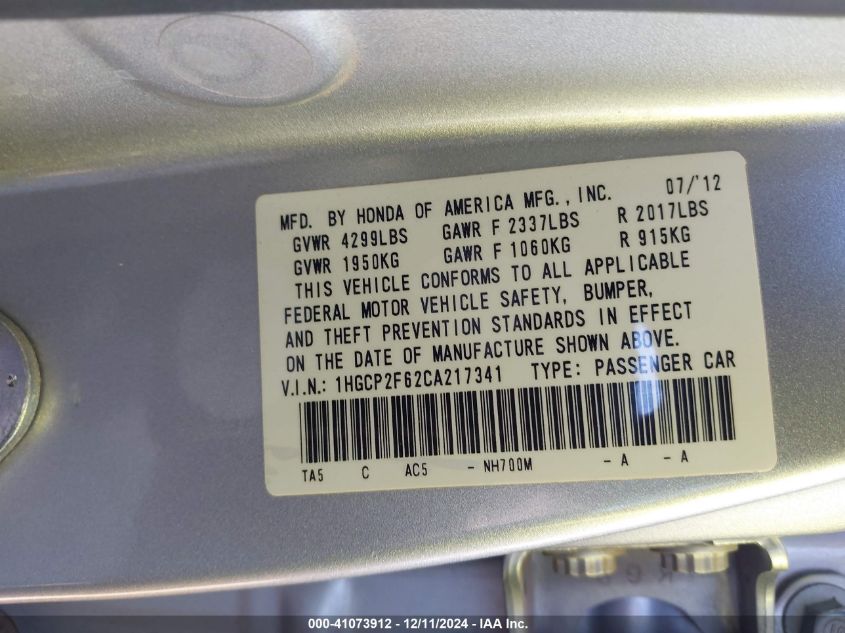 MFD. BY HONDA OF AMERICA MFG., INC. 07/'12
GVWR 4299LBS GAWR F 2337LBS R 2017LBS
GVWR 1950KG GAWR F 1060KG R 915KG
THIS VEHICLE CONFORMS TO ALL APPLICABLE
FEDERAL MOTOR VEHICLE SAFETY, BUMPER,
AND THEFT PREVENTION STANDARDS IN EFFECT
ON THE DATE OF MANUFACTURE SHOWN ABOVE.
V.I.N.: 1HGCP2F62CA217341 TYPE: PASSENGER CAR
TA5 C AC5 - NH700M - A - A
000-41073912 - 12/11/2024 - IAA Inc.